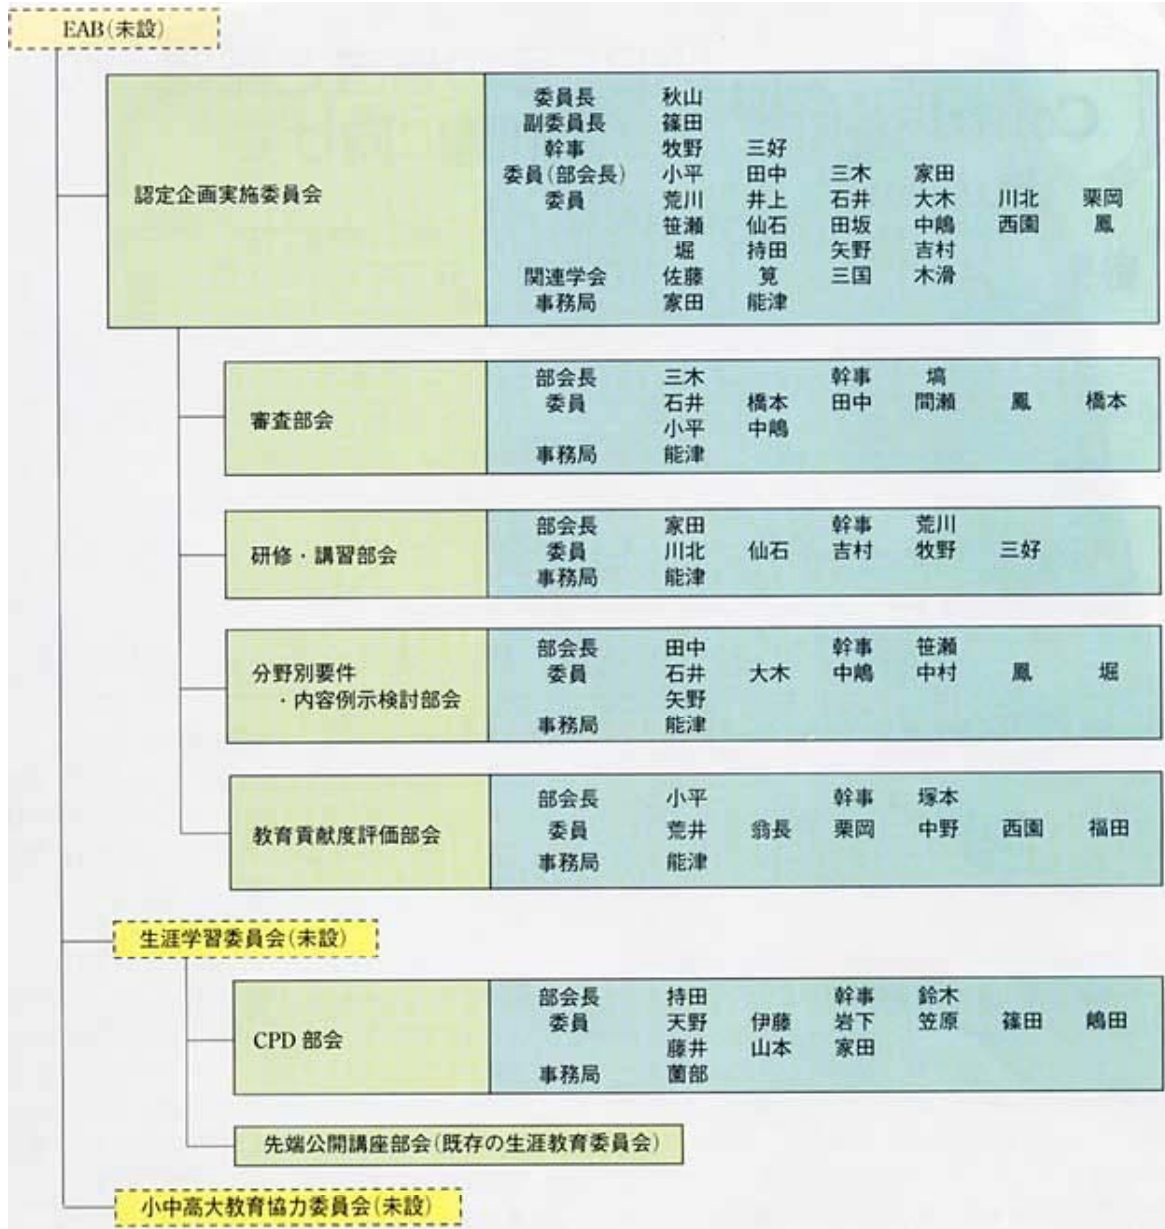 EAB(未設)
認定企画実施委員会
委員長 秋山
副委員長 篠田
幹事 牧野 三好
委員(部会長) 小平 田中 三木 家田
委員 荒川 井上 石井 大木 川北 栗岡
笹瀬 仙石 田坂 中嶋 西園 鳳
堀 持田 矢野 吉村
関連学会 佐藤 筧 三国 木滑
事務局 家田 能津
審査部会
部会長 三木 幹事 塙
委員 石井 橋本 田中 間瀬 鳳 橋本
小平 中嶋
事務局 能津
研修・講習部会
部会長 家田 幹事 荒川
委員 川北 仙石 吉村 牧野 三好
事務局 能津
分野別要件
・内容例示検討部会
部会長 田中 幹事 笹瀬
委員 石井 大木 中嶋 中村 鳳 堀
矢野
事務局 能津
教育貢献度評価部会
部会長 小平 幹事 塚本
委員 荒井 翁長 栗岡 中野 西園 福田
事務局 能津
生涯学習委員会(未設)
CPD 部会
部会長 持田 幹事 鈴木
委員 天野 伊藤 岩下 笠原 篠田 嶋田
藤井 山本 家田
事務局 薗部
先端公開講座部会(既存の生涯教育委員会)
小中高大教育協力委員会(未設)